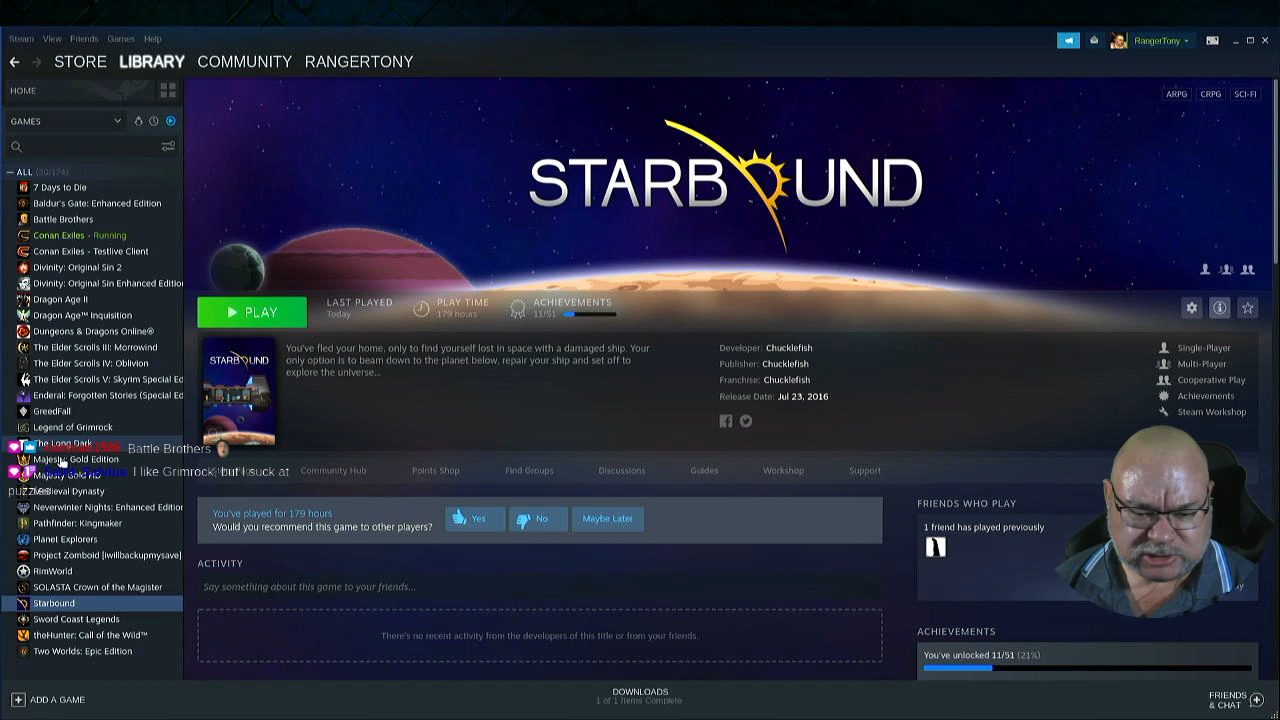 Steam View Friends Games Help
RANGERTONY
STORE LIBRARY COMMUNITY RANGERTONY
HOME
GAMES
ALL (30/174)
7 Days to Die
Baldur's Gate: Enhanced Edition
Battle Brothers
Conan Exiles - Running
Conan Exiles - Testlive Client
Divinity: Original Sin 2
Divinity: Original Sin Enhanced Editio
Dragon Age II
Dragon Age™ Inquisition
Dungeons & Dragons Online®
The Elder Scrolls III: Morrowind
The Elder Scrolls IV: Oblivion
The Elder Scrolls V: Skyrim Special Ed
Enderal: Forgotten Stories (Special Ed
GreedFall
Legend of Grimrock
The Long Dark
Battle Brothers
Majesty Gold Edition
I like Grimrock, but I suck at
Majesty Gold HD
puzzles
Medieval Dynasty
Neverwinter Nights: Enhanced Edition
Pathfinder: Kingmaker
Planet Explorers
Project Zomboid [iwillbackupmysave]
RimWorld
SOLASTA Crown of the Magister
Starbound
Sword Coast Legends
theHunter: Call of the Wild™
Two Worlds: Epic Edition
ADD A GAME
ARPG CRPG SCI-FI
STARBOUND
PLAY
LAST PLAYED
Today
PLAY TIME
179 hours
ACHIEVEMENTS
11/51
STARBOUND
You've fled your home, only to find yourself lost in space with a damaged ship. Your
only option is to beam down to the planet below, repair your ship and set off to
explore the universe...
Developer: Chucklefish
Publisher: Chucklefish
Franchise: Chucklefish
Release Date: Jul 23, 2016
Single-Player
Multi-Player
Cooperative Play
Achievements
Steam Workshop
Community Hub Points Shop Find Groups Discussions Guides Workshop Support
You've played for 179 hours
Would you recommend this game to other players?
Yes No Maybe Later
ACTIVITY
Say something about this game to your friends...
There's no recent activity from the developers of this title or from your friends.
FRIENDS WHO PLAY
1 friend has played previously
ACHIEVEMENTS
You've unlocked 11/51 (21%)
DOWNLOADS
1 of 1 Items Complete
FRIENDS
& CHAT